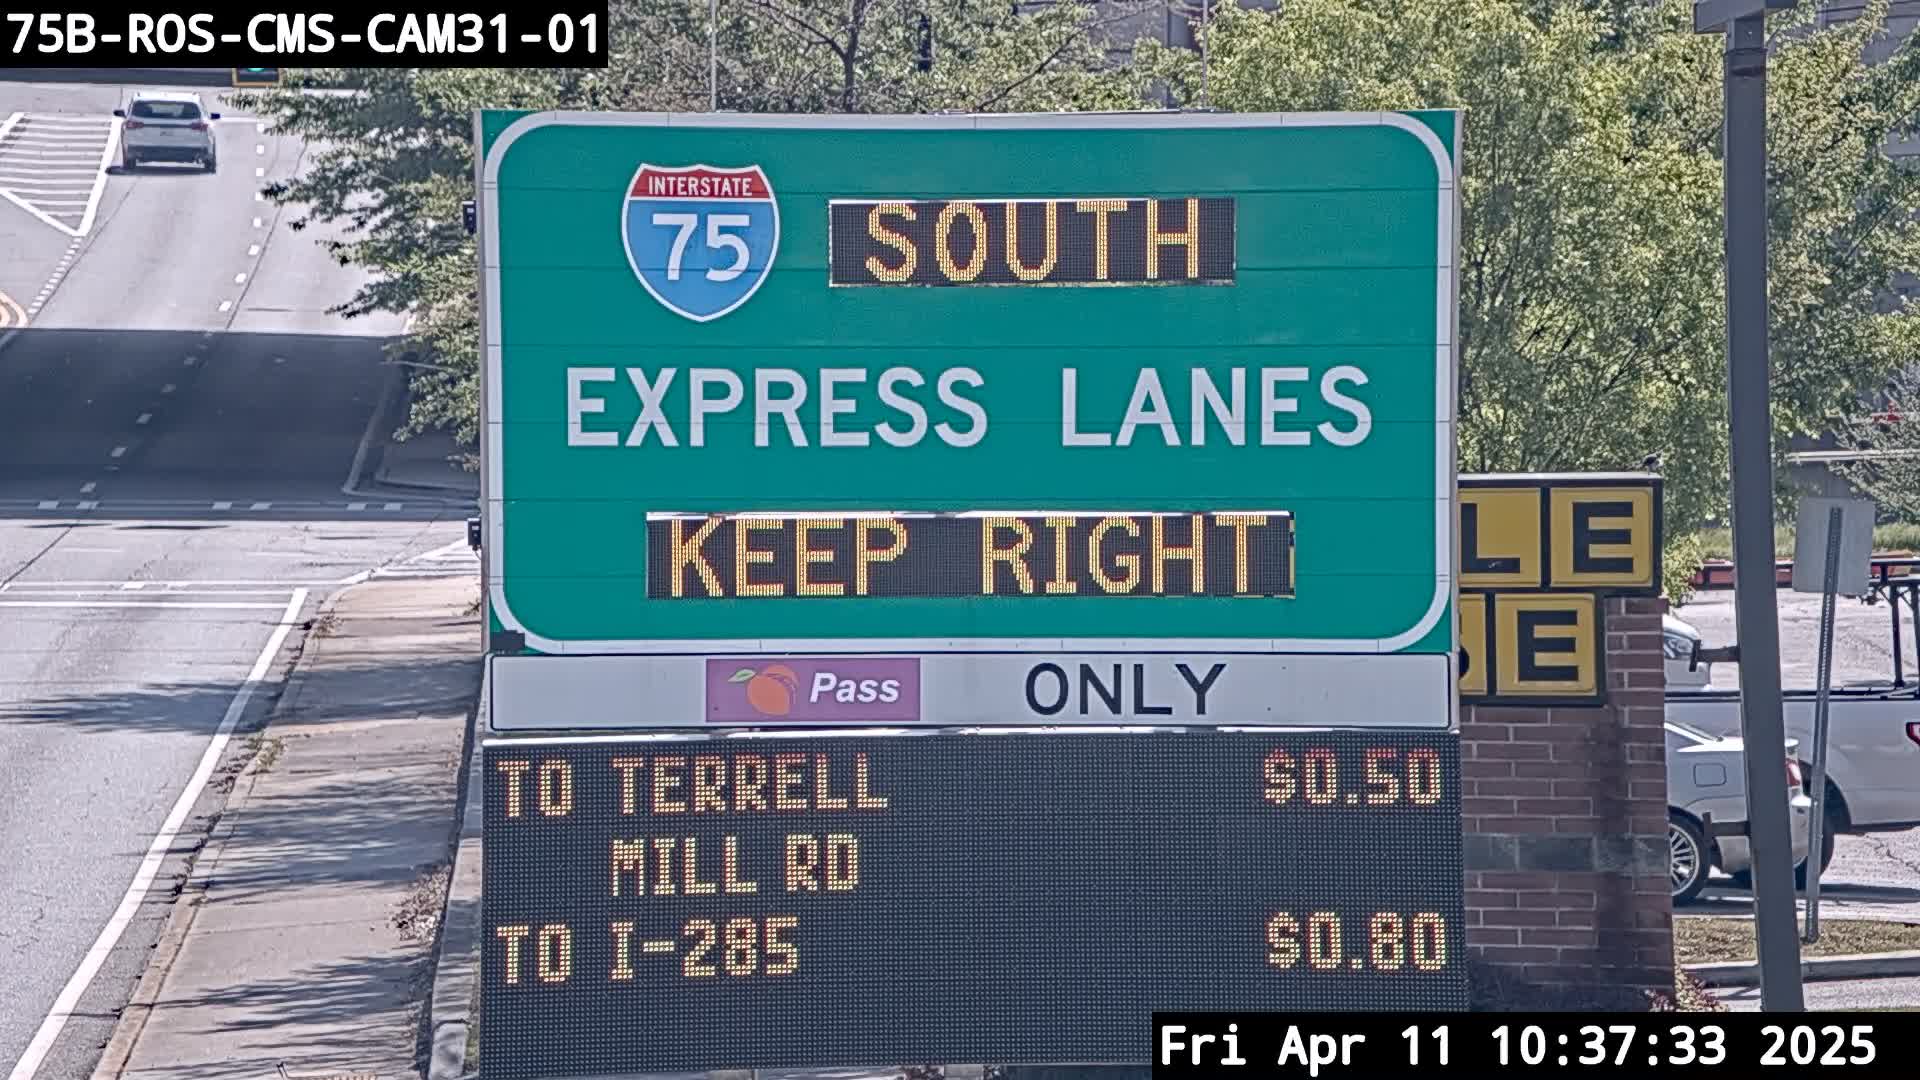 75B-ROS-CMS-CAM31-01
INTERSTATE
75
SOUTH
EXPRESS LANES
KEEP RIGHT
LE
E
Pass ONLY
TO TERRELL $0.50
MILL RD
TO I-285 $0.80
Fri Apr 11 10:37:33 2025